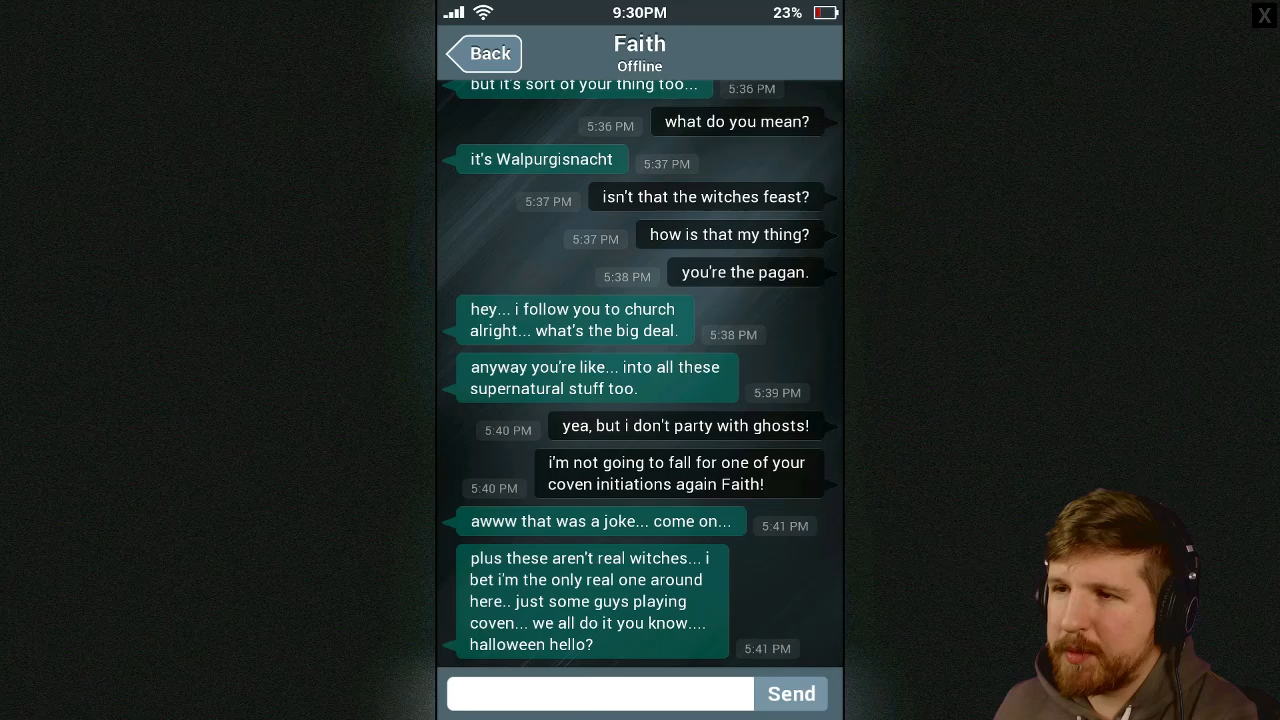 9:30PM
23%
X
Back
Faith
Offline
but it's sort of your thing too...
5:36 PM
what do you mean?
5:36 PM
it's Walpurgisnacht
5:37 PM
isn't that the witches feast?
5:37 PM
how is that my thing?
5:37 PM
you're the pagan.
5:38 PM
hey... i follow you to church
alright... what's the big deal.
5:38 PM
anyway you're like... into all these
supernatural stuff too.
5:39 PM
yea, but i don't party with ghosts!
5:40 PM
i'm not going to fall for one of your
coven initiations again Faith!
5:40 PM
awww that was a joke... come on...
5:41 PM
plus these aren't real witches... i
bet i'm the only real one around
here.. just some guys playing
coven... we all do it you know....
halloween hello?
5:41 PM
Send